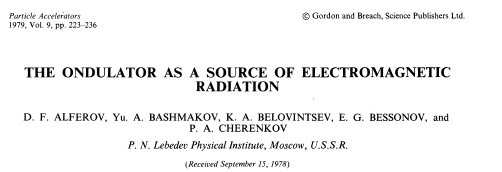 Particle Accelerators
1979, Vol. 9, pp. 223-236
© Gordon and Breach, Science Publishers Ltd.
THE ONDULATOR AS A SOURCE OF ELECTROMAGNETIC
RADIATION
D. F. ALFEROV, Yu. A. BASHMAKOV, K. A. BELOVINTSEV, E. G. BESSONOV, and
P. A. CHERENKOV
P. N. Lebedev Physical Institute, Moscow, U.S.S.R.
(Received September 15, 1978)